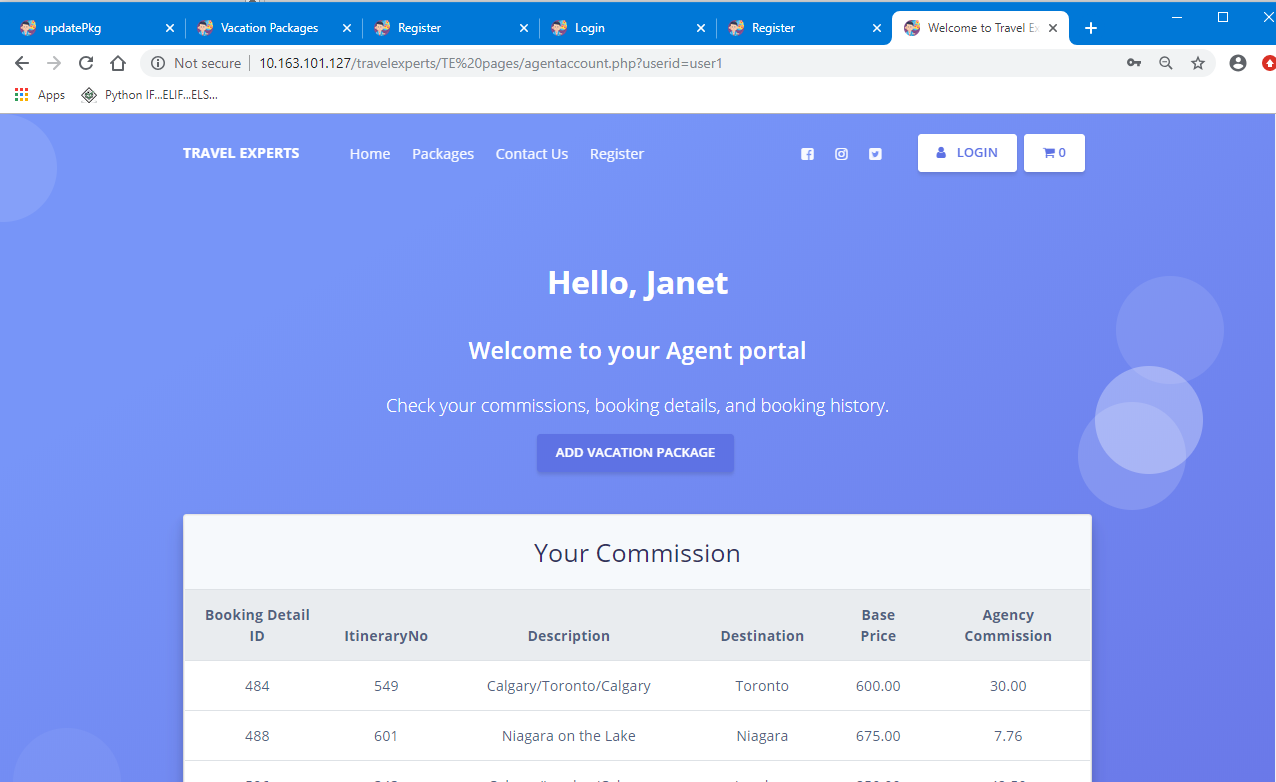 updatePkg
Vacation Packages
Register
Login
Register
Welcome to Travel Ex
Not secure
10.163.101.127/travelexperts/TE%20pages/agentaccount.php?userid=user1
Apps
Python IF...ELIF...ELS...
TRAVEL EXPERTS
Home
Packages
Contact Us
Register
LOGIN
0
Hello, Janet
Welcome to your Agent portal
Check your commissions, booking details, and booking history.
ADD VACATION PACKAGE
Your Commission
Booking Detail ID ItineraryNo Description Destination Base Price Agency Commission
484 549 Calgary/Toronto/Calgary Toronto 600.00 30.00
488 601 Niagara on the Lake Niagara 675.00 7.76